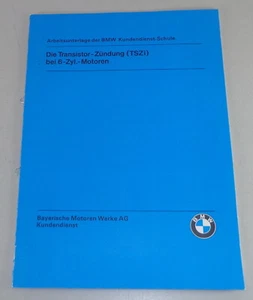 Arbeitsunterlage der BMW Kundendienst-Schule
Die Transistor-Zündung (TSZI)
bei 6-Zyl.-Motoren
Bayerische Motoren Werke AG
Kundendienst
BMW